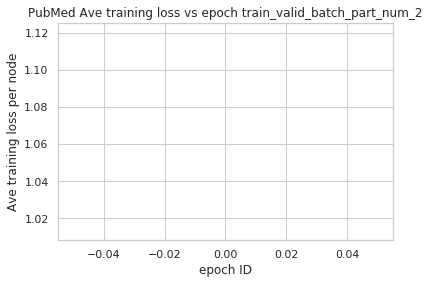 PubMed Ave training loss vs epoch train_valid_batch_part_num_2
Ave training loss per node
1.12
1.10
1.08
1.06
1.04
1.02
−0.04 −0.02 0.00 0.02 0.04
epoch ID